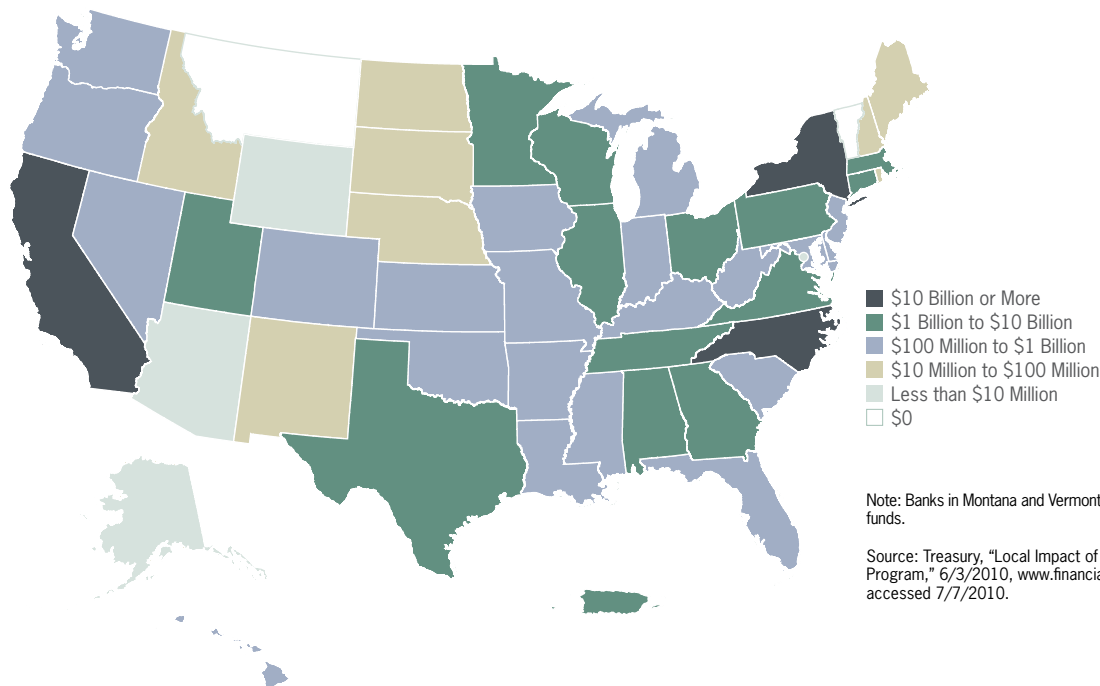 $10 Billion or More
$1 Billion to $10 Billion
$100 Million to $1 Billion
$10 Million to $100 Million
Less than $10 Million
$0
Note: Banks in Montana and Vermont
funds.
Source: Treasury, “Local Impact of
Program,” 6/3/2010, www.financia
accessed 7/7/2010.